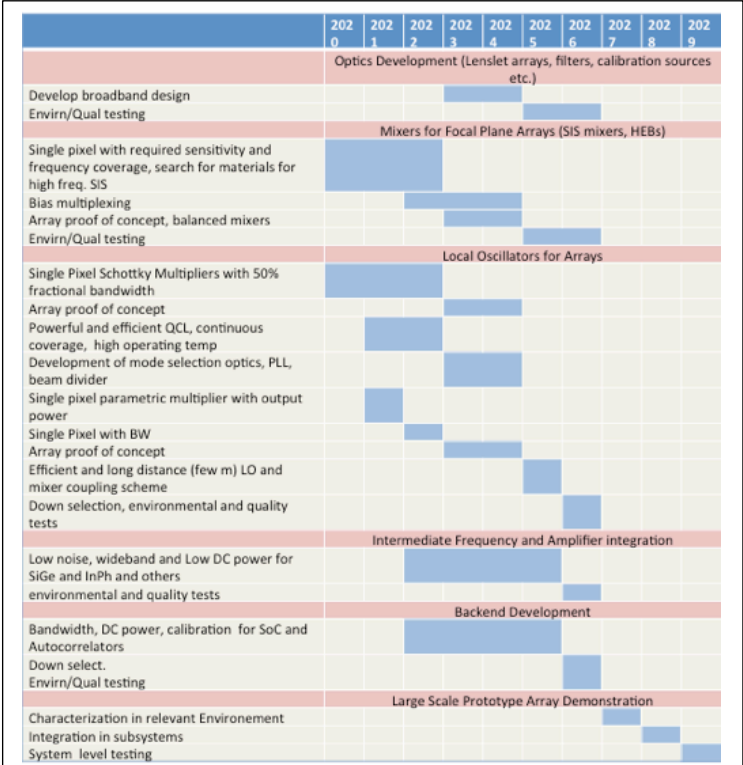 202 202 202 202 202 202 202 202 202 202
0 1 2 3 4 5 6 7 8 9
Optics Development (Lenslet arrays, filters, calibration sources
etc.)
Develop broadband design
Envirn/Qual testing
Mixers for Focal Plane Arrays (SIS mixers, HEBs)
Single pixel with required sensitivity and
frequency coverage, search for materials for
high freq. SIS
Bias multiplexing
Array proof of concept, balanced mixers
Envirn/Qual testing
Local Oscillators for Arrays
Single Pixel Schottky Multipliers with 50%
fractional bandwidth
Array proof of concept
Powerful and efficient QCL, continuous
coverage, high operating temp
Development of mode selection optics, PLL,
beam divider
Single pixel parametric multiplier with output
power
Single Pixel with BW
Array proof of concept
Efficient and long distance (few m) LO and
mixer coupling scheme
Down selection, environmental and quality
tests
Intermediate Frequency and Amplifier integration
Low noise, wideband and Low DC power for
SiGe and InPh and others
environmental and quality tests
Backend Development
Bandwidth, DC power, calibration for SoC and
Autocorrelators
Down select.
Envirn/Qual testing
Large Scale Prototype Array Demonstration
Characterization in relevant Environement
Integration in subsystems
System level testing